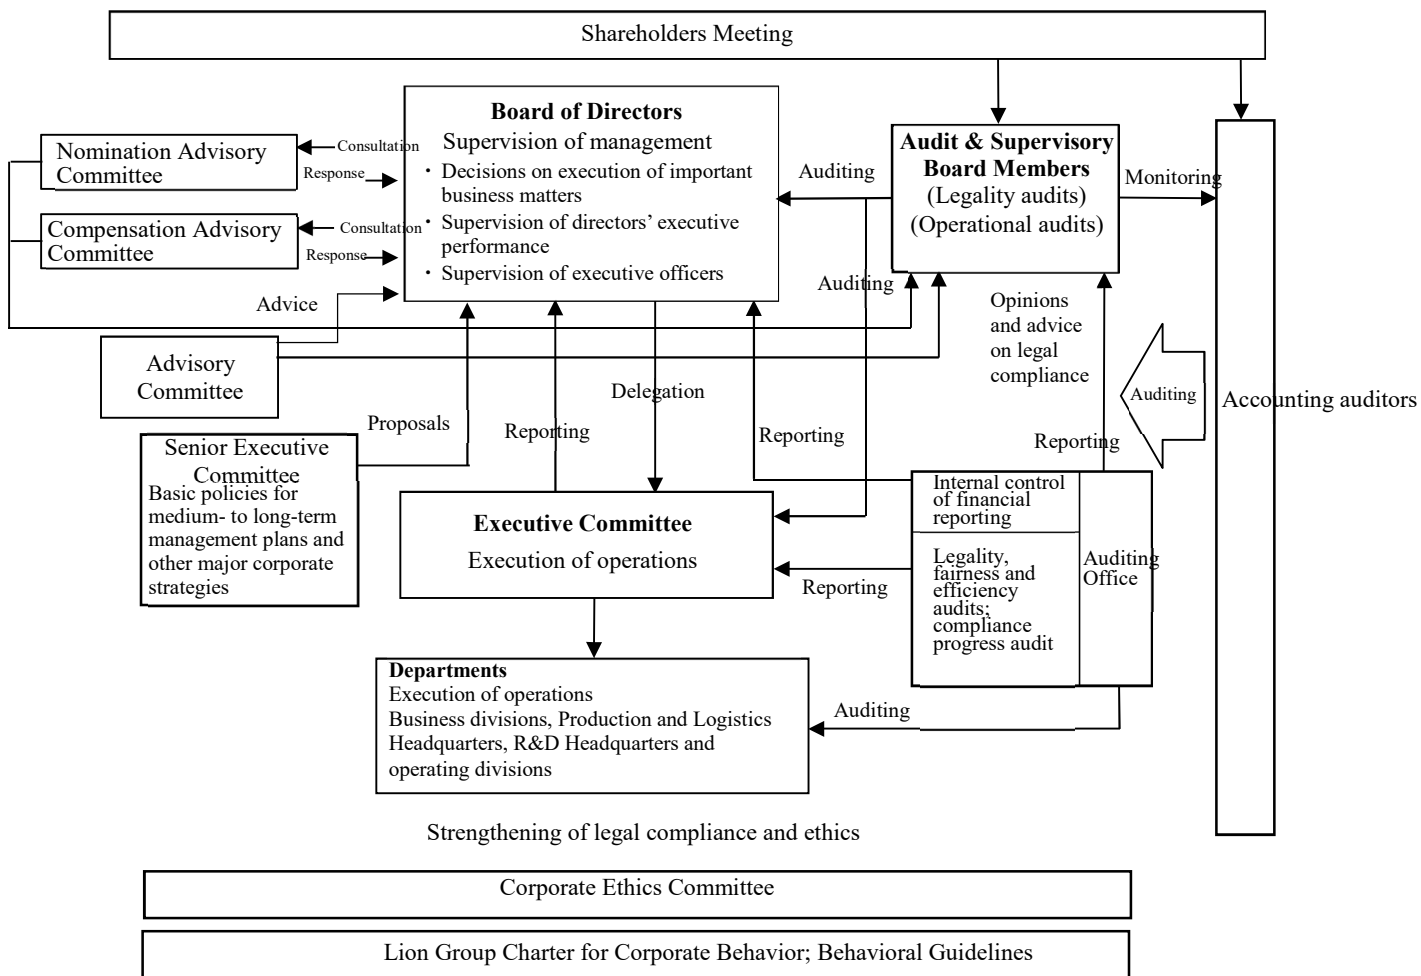 Shareholders Meeting
Board of Directors
Supervision of management
・ Decisions on execution of important
business matters
・ Supervision of directors’ executive
performance
・ Supervision of executive officers
Nomination Advisory
Committee
Consultation
Response
Compensation Advisory
Committee
Consultation
Response
Advice
Advisory
Committee
Audit & Supervisory
Board Members
(Legality audits)
(Operational audits)
Auditing
Monitoring
Auditing
Opinions
and advice
on legal
compliance
Auditing
Accounting auditors
Senior Executive
Committee
Basic policies for
medium- to long-term
management plans and
other major corporate
strategies
Proposals
Reporting
Delegation
Reporting
Reporting
Executive Committee
Execution of operations
Reporting
Internal control
of financial
reporting
Legality,
fairness and
efficiency
audits;
compliance
progress audit
Auditing
Office
Departments
Execution of operations
Business divisions, Production and Logistics
Headquarters, R&D Headquarters and
operating divisions
Auditing
Strengthening of legal compliance and ethics
Corporate Ethics Committee
Lion Group Charter for Corporate Behavior; Behavioral Guidelines